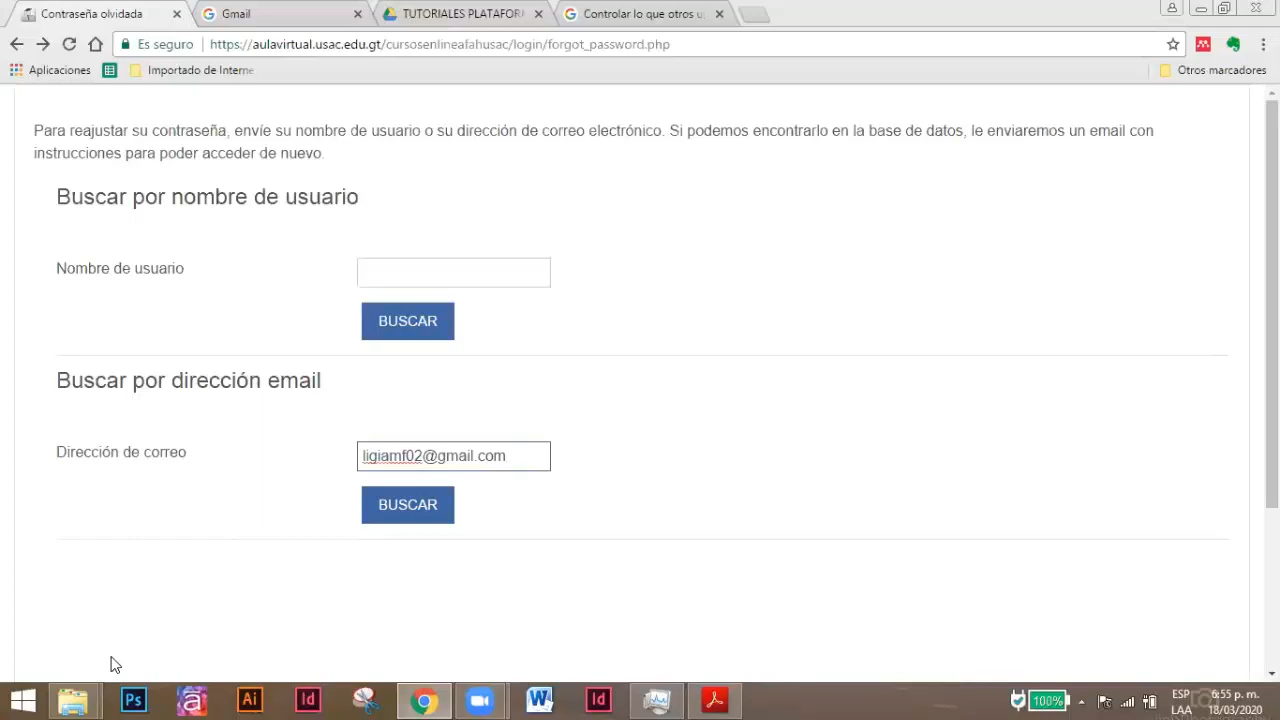 Contraseña olvidada
Gmail
TUTORIALES PLATAFOR
Controlar lo que otros u
Es seguro
https://aulavirtual.usac.edu.gt/cursosenlineafahusac/login/forgot_password.php
Aplicaciones
Importado de Interne
Otros marcadores
Para reajustar su contraseña, envíe su nombre de usuario o su dirección de correo electrónico. Si podemos encontrarlo en la base de datos, le enviaremos un email con
instrucciones para poder acceder de nuevo.
Buscar por nombre de usuario
Nombre de usuario
BUSCAR
Buscar por dirección email
Dirección de correo
ligiamf02@gmail.com
BUSCAR
Ps
a
Ai
Id
W
Id
100%
ESP
LAA
6:55 p. m.
18/03/2020